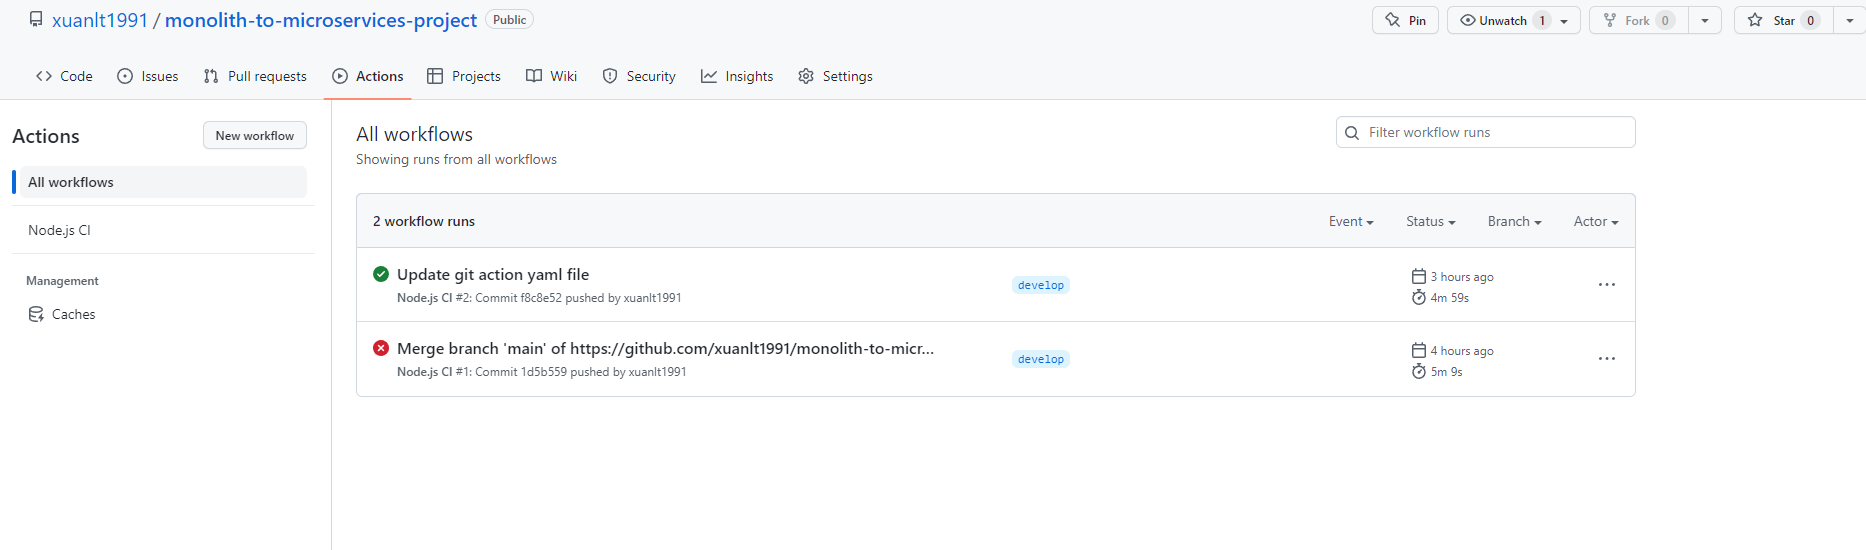 xuanlt1991 / monolith-to-microservices-project Public
Pin
Unwatch 1
Fork 0
Star 0
Code
Issues
Pull requests
Actions
Projects
Wiki
Security
Insights
Settings
Actions
New workflow
All workflows
Node.js CI
Management
Caches
All workflows
Showing runs from all workflows
Filter workflow runs
2 workflow runs
Event
Status
Branch
Actor
Update git action yaml file
Node.js CI #2: Commit f8c8e52 pushed by xuanlt1991
develop
3 hours ago
4m 59s
Merge branch 'main' of https://github.com/xuanlt1991/monolith-to-micr...
Node.js CI #1: Commit 1d5b559 pushed by xuanlt1991
develop
4 hours ago
5m 9s